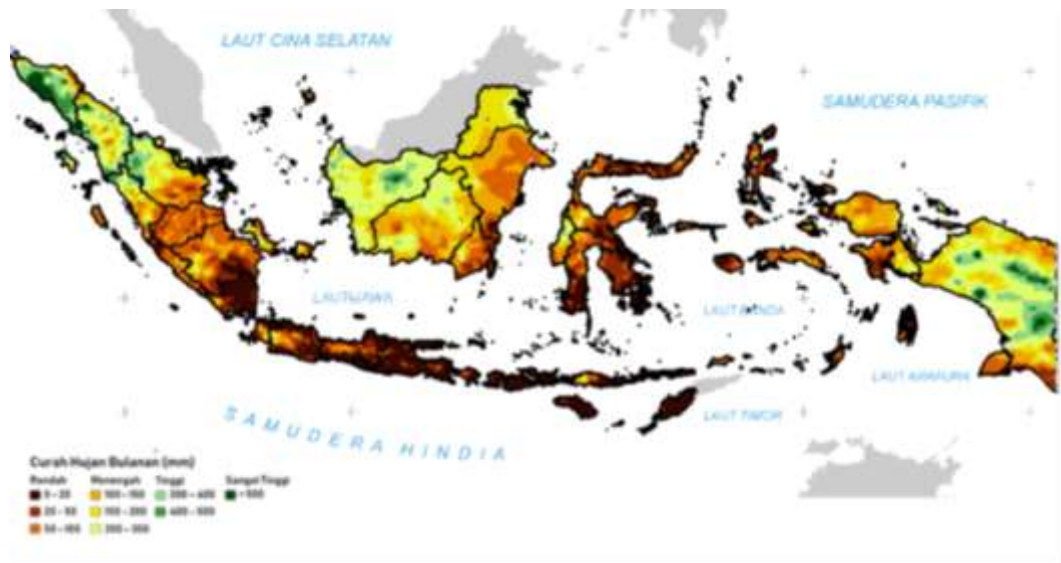 LAUT CINA SELATAN
SAMUDERA PASIFIK
LAUT JAWA
LAUT BANDA
LAUT ARAFURA
LAUT TIMOR
SAMUDERA HINDIA
Curah Hujan Bulanan (mm)
Rendah Menengah Tinggi Sangat Tinggi
0 - 20 100 - 150 300 - 400 > 500
20 - 50 150 - 200 400 - 500
50 - 100 200 - 300